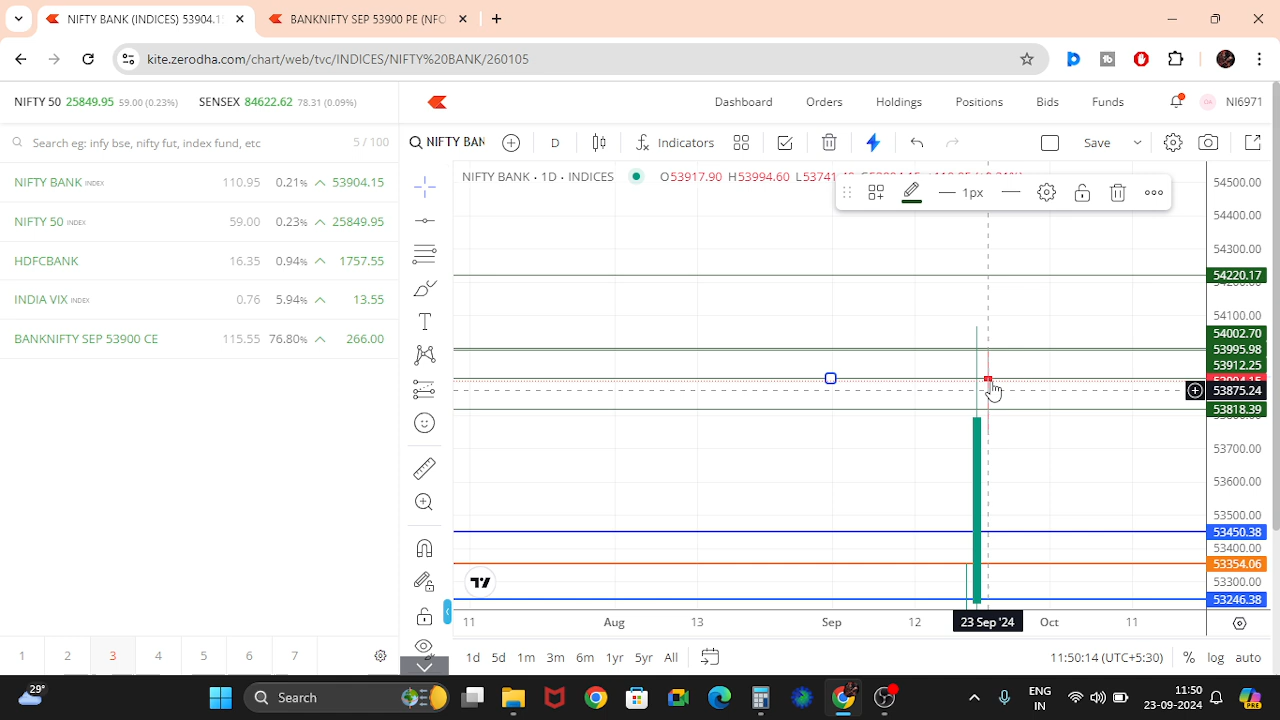 NIFTY BANK (INDICES) 53904.1
BANKNIFTY SEP 53900 PE (NFO
kite.zerodha.com/chart/web/tvc/INDICES/NIFTY%20BANK/260105
NIFTY 50 25849.95 59.00 (0.23%) SENSEX 84622.62 78.31 (0.09%)
Dashboard Orders Holdings Positions Bids Funds NI6971
Search eg: infy bse, nifty fut, index fund, etc 5 / 100
NIFTY BAN D Indicators Save
NIFTY BANK INDEX 110.95 0.21% 53904.15
NIFTY 50 INDEX 59.00 0.23% 25849.95
HDFCBANK 16.35 0.94% 1757.55
INDIA VIX INDEX 0.76 5.94% 13.55
BANKNIFTY SEP 53900 CE 115.55 76.80% 266.00
NIFTY BANK · 1D · INDICES O53917.90 H53994.60
1px
54500.00
54400.00
54300.00
54220.17
54100.00
54002.70
53995.98
53912.25
53875.24
53818.39
53700.00
53600.00
53500.00
53450.38
53400.00
53354.06
53300.00
53246.38
11 Aug 13 Sep 12 23 Sep '24 Oct 11
1 2 3 4 5 6 7
1d 5d 1m 3m 6m 1yr 5yr All 11:50:14 (UTC+5:30) % log auto
29°
Search
ENG
IN
11:50
23-09-2024
PRE